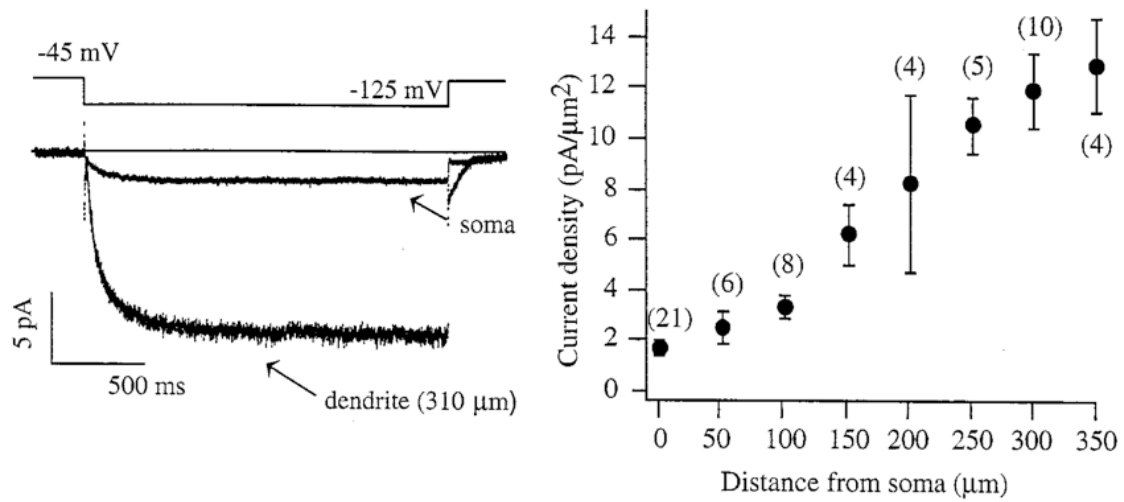 -45 mV
-125 mV
soma
5 pA
500 ms
dendrite (310 μm)
Current density (pA/μm²)
14
12
10
8
6
4
2
0
(21)
(6)
(8)
(4)
(4)
(5)
(10)
(4)
0 50 100 150 200 250 300 350
Distance from soma (μm)